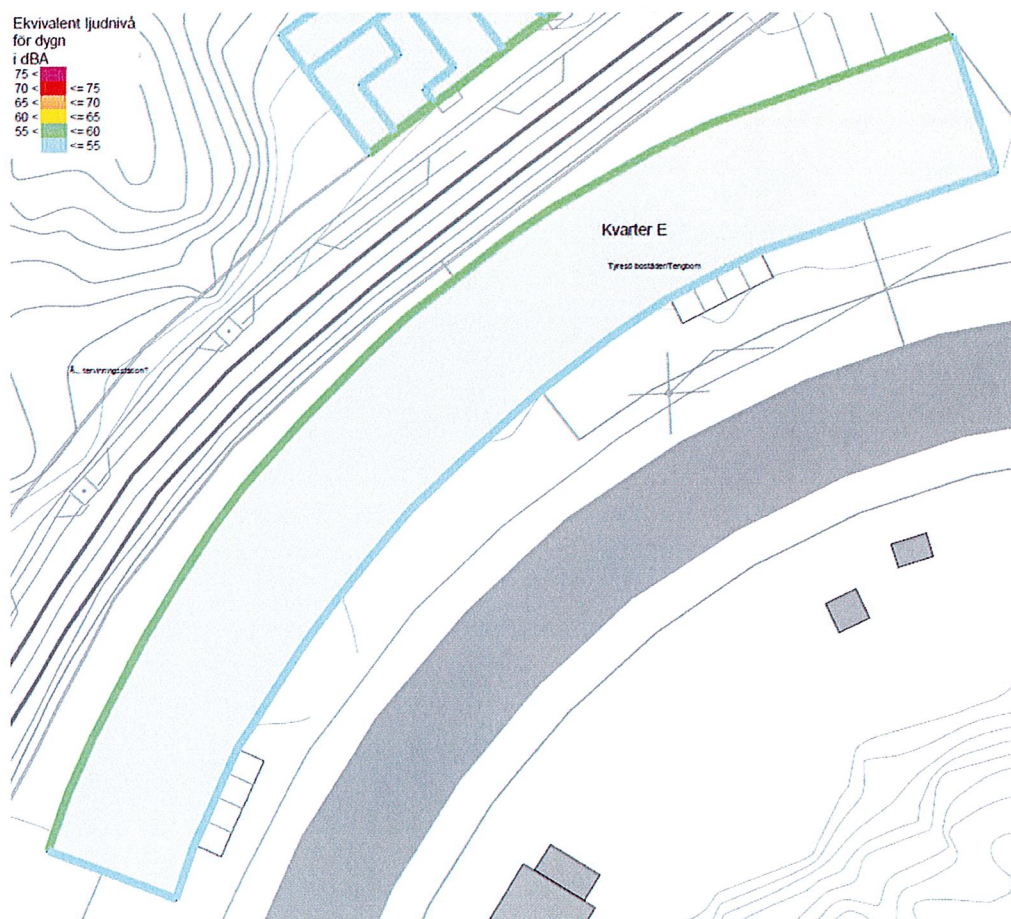 Ekvivalent ljudnivå
för dygn
i dBA
75 <
70 < <= 75
65 < <= 70
60 < <= 65
55 < <= 60
<= 55
Kvarter E
Tyresö bostäder/Tengbom